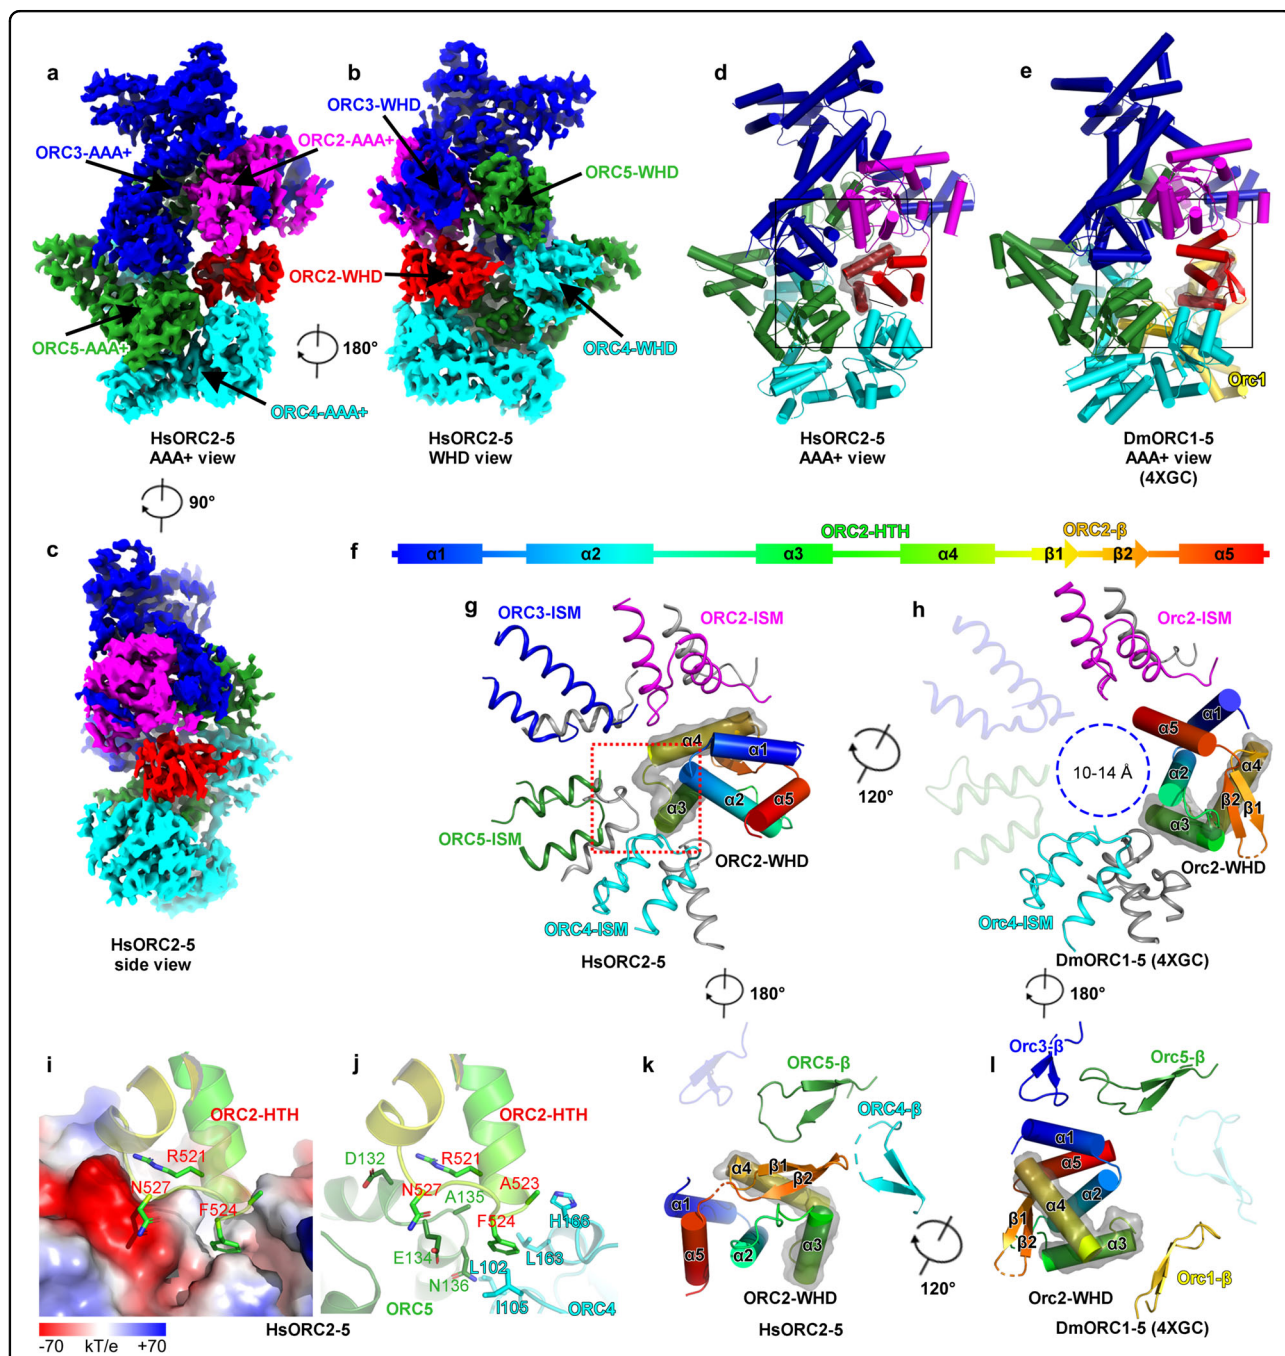 a
b
d
e
ORC3-WHD
ORC3-AAA+
ORC2-AAA+
ORC5-WHD
ORC2-WHD
ORC5-AAA+
180°
ORC4-WHD
Orc1
ORC4-AAA+
HsORC2-5
AAA+ view
HsORC2-5
WHD view
HsORC2-5
AAA+ view
DmORC1-5
AAA+ view
(4XGC)
90°
c
f
ORC2-HTH
ORC2-β
α1
α2
α3
α4
β1
β2
α5
g
ORC3-ISM
ORC2-ISM
h
Orc2-ISM
α4
α1
α3
α2
α5
ORC5-ISM
ORC2-WHD
ORC4-ISM
HsORC2-5
120°
α1
α5
10-14 Å
α2
α4
β2
β1
α3
Orc2-WHD
Orc4-ISM
DmORC1-5 (4XGC)
HsORC2-5
side view
180°
180°
i
ORC2-HTH
R521
N527
F524
-70
kT/e
+70
HsORC2-5
j
ORC2-HTH
D132
R521
N527
A135
A523
F524
H166
E134
L163
L102
N136
I105
ORC5
ORC4
k
ORC5-β
ORC4-β
α4
β1
β2
α1
α5
α2
α3
ORC2-WHD
HsORC2-5
120°
l
Orc3-β
Orc5-β
α1
α5
α2
α4
β1
β2
α3
Orc1-β
Orc2-WHD
DmORC1-5 (4XGC)